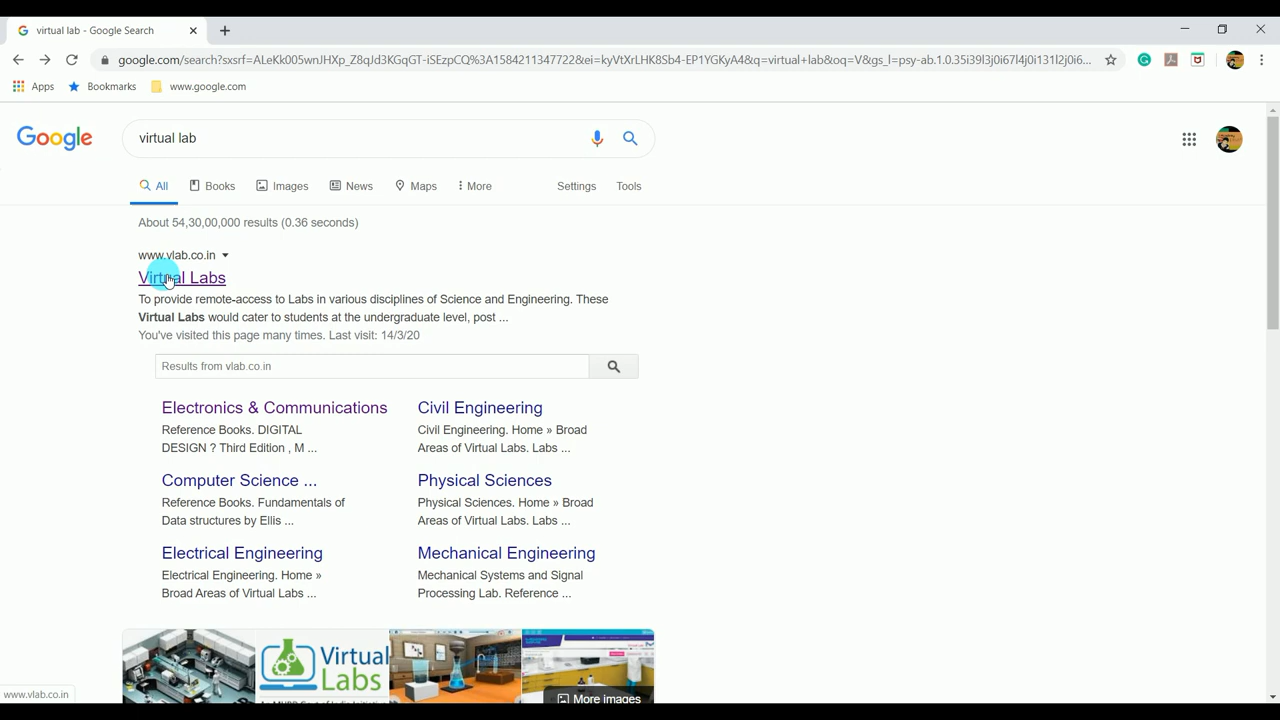 virtual lab - Google Search
google.com/search?sxsrf=ALeKk005wnJHXp_Z8qJd3KGqGT-iSEzpCQ%3A1584211547722&ei=kyVtXrLHK8Sb4-EP1YGKyA4&q=virtual+lab&oq=V&gs_l=psy-ab.1.0.35i39l3j0i67l4j0i131l2j0i6...
Apps Bookmarks www.google.com
Google virtual lab
All Books Images News Maps More Settings Tools
About 54,30,00,000 results (0.36 seconds)
www.vlab.co.in
Virtual Labs
To provide remote-access to Labs in various disciplines of Science and Engineering. These
Virtual Labs would cater to students at the undergraduate level, post ...
You've visited this page many times. Last visit: 14/3/20
Results from vlab.co.in
Electronics & Communications
Reference Books. DIGITAL
DESIGN ? Third Edition , M ...
Civil Engineering
Civil Engineering. Home » Broad
Areas of Virtual Labs. Labs ...
Computer Science ...
Reference Books. Fundamentals of
Data structures by Ellis ...
Physical Sciences
Physical Sciences. Home » Broad
Areas of Virtual Labs. Labs ...
Electrical Engineering
Electrical Engineering. Home »
Broad Areas of Virtual Labs ...
Mechanical Engineering
Mechanical Systems and Signal
Processing Lab. Reference ...
Virtual
Labs
More images
www.vlab.co.in